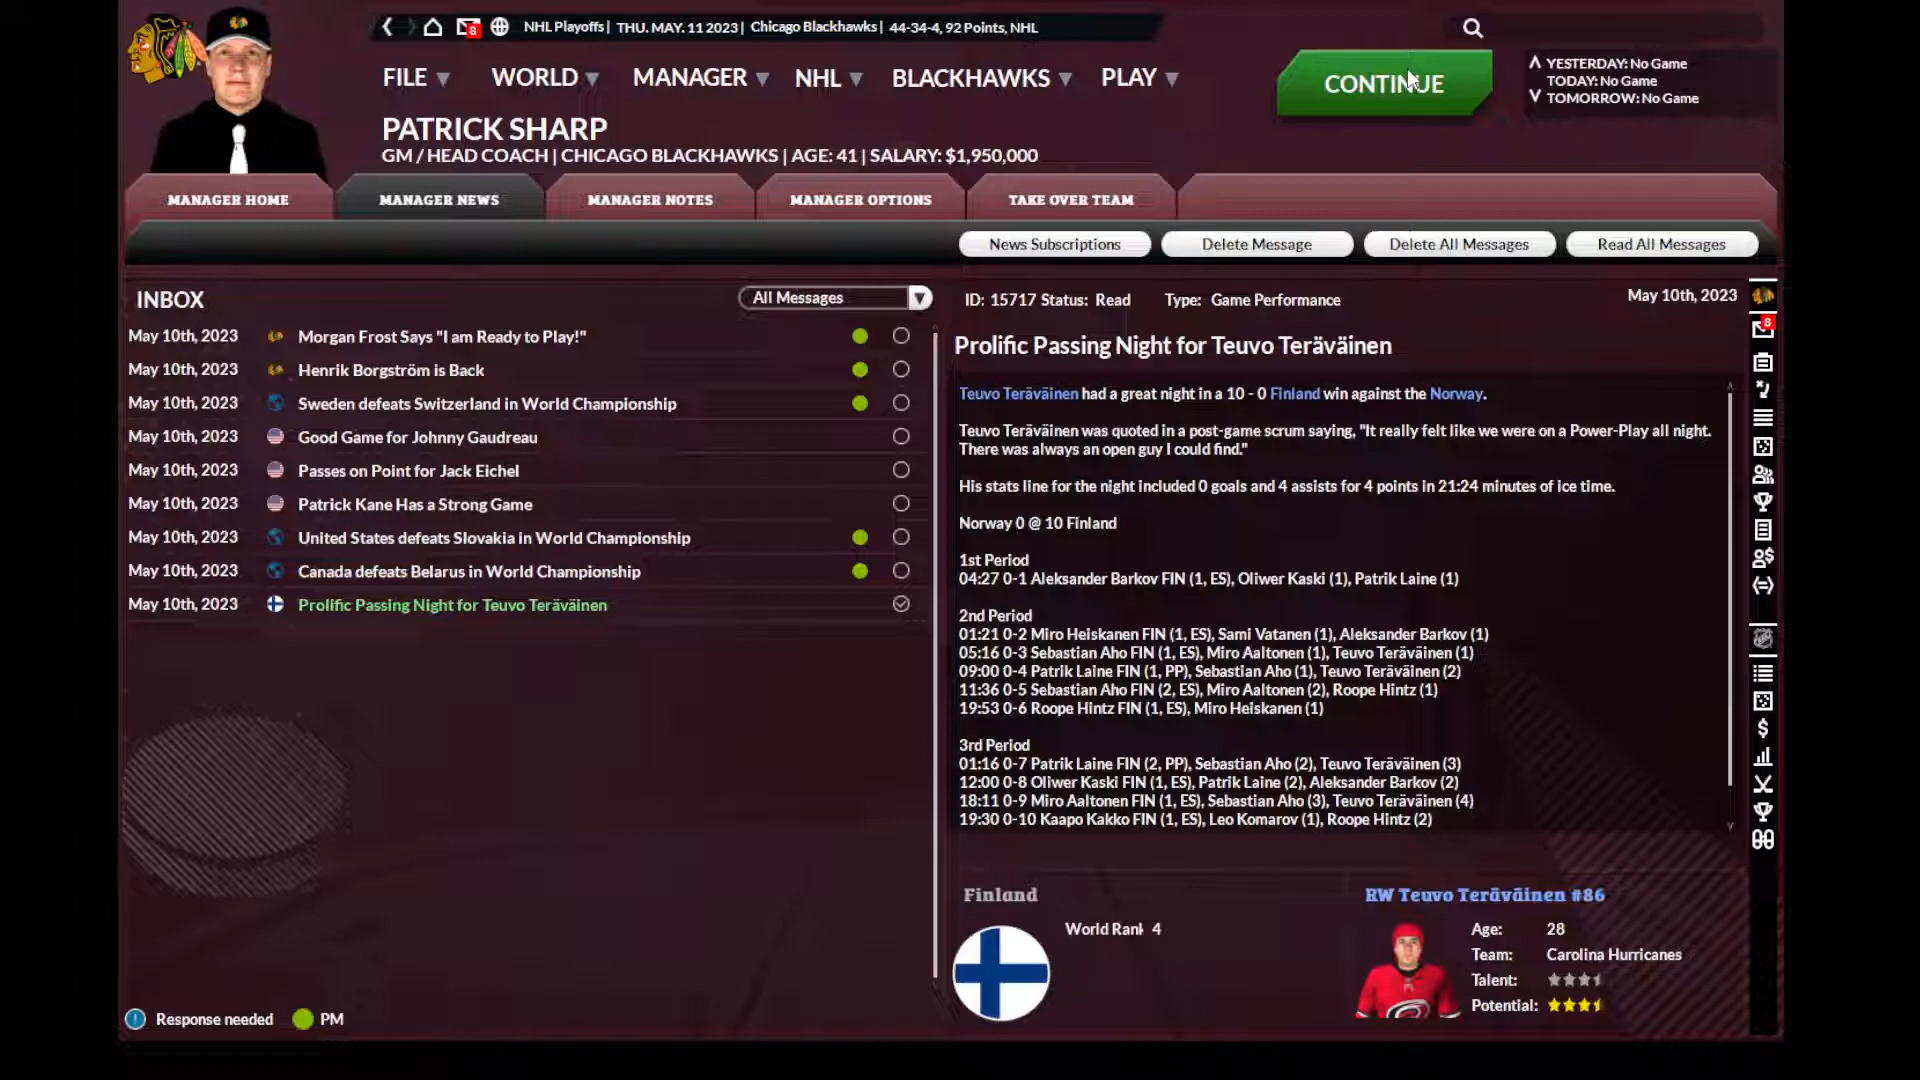 8
NHL Playoffs| THU. MAY. 11 2023| Chicago Blackhawks| 44-34-4, 92 Points, NHL
FILE WORLD MANAGER NHL BLACKHAWKS PLAY
CONTINUE
YESTERDAY: No Game
TODAY: No Game
TOMORROW: No Game
PATRICK SHARP
GM / HEAD COACH | CHICAGO BLACKHAWKS | AGE: 41 | SALARY: $1,950,000
MANAGER HOME MANAGER NEWS MANAGER NOTES MANAGER OPTIONS TAKE OVER TEAM
News Subscriptions Delete Message Delete All Messages Read All Messages
INBOX All Messages
May 10th, 2023 Morgan Frost Says "I am Ready to Play!"
May 10th, 2023 Henrik Borgström is Back
May 10th, 2023 Sweden defeats Switzerland in World Championship
May 10th, 2023 Good Game for Johnny Gaudreau
May 10th, 2023 Passes on Point for Jack Eichel
May 10th, 2023 Patrick Kane Has a Strong Game
May 10th, 2023 United States defeats Slovakia in World Championship
May 10th, 2023 Canada defeats Belarus in World Championship
May 10th, 2023 Prolific Passing Night for Teuvo Teräväinen
Response needed PM
ID: 15717 Status: Read Type: Game Performance May 10th, 2023
8
Prolific Passing Night for Teuvo Teräväinen
Teuvo Teräväinen had a great night in a 10 - 0 Finland win against the Norway.
Teuvo Teräväinen was quoted in a post-game scrum saying, "It really felt like we were on a Power-Play all night.
There was always an open guy I could find."
His stats line for the night included 0 goals and 4 assists for 4 points in 21:24 minutes of ice time.
Norway 0 @ 10 Finland
1st Period
04:27 0-1 Aleksander Barkov FIN (1, ES), Oliwer Kaski (1), Patrik Laine (1)
2nd Period
01:21 0-2 Miro Heiskanen FIN (1, ES), Sami Vatanen (1), Aleksander Barkov (1)
05:16 0-3 Sebastian Aho FIN (1, ES), Miro Aaltonen (1), Teuvo Teräväinen (1)
09:00 0-4 Patrik Laine FIN (1, PP), Sebastian Aho (1), Teuvo Teräväinen (2)
11:36 0-5 Sebastian Aho FIN (2, ES), Miro Aaltonen (2), Roope Hintz (1)
19:53 0-6 Roope Hintz FIN (1, ES), Miro Heiskanen (1)
3rd Period
01:16 0-7 Patrik Laine FIN (2, PP), Sebastian Aho (2), Teuvo Teräväinen (3)
12:00 0-8 Oliwer Kaski FIN (1, ES), Patrik Laine (2), Aleksander Barkov (2)
18:11 0-9 Miro Aaltonen FIN (1, ES), Sebastian Aho (3), Teuvo Teräväinen (4)
19:30 0-10 Kaapo Kakko FIN (1, ES), Leo Komarov (1), Roope Hintz (2)
Finland
World Rank 4
RW Teuvo Teräväinen #86
Age: 28
Team: Carolina Hurricanes
Talent:
Potential: